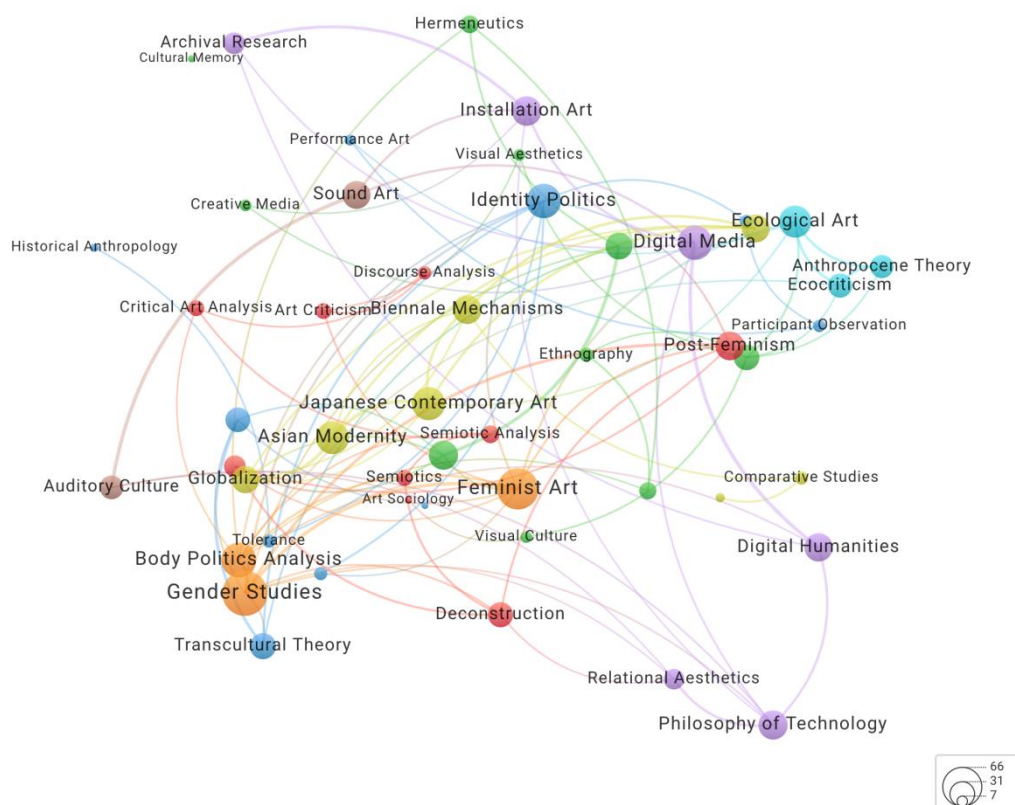 Hermeneutics
Archival Research
Cultural Memory
Installation Art
Performance Art
Visual Aesthetics
Sound Art
Identity Politics
Creative Media
Ecological Art
Digital Media
Historical Anthropology
Anthropocene Theory
Discourse Analysis
Ecocriticism
Critical Art Analysis
Art Criticism
Biennale Mechanisms
Participant Observation
Post-Feminism
Ethnography
Japanese Contemporary Art
Asian Modernity
Semiotic Analysis
Globalization
Semiotics
Comparative Studies
Auditory Culture
Feminist Art
Art Sociology
Tolerance
Visual Culture
Digital Humanities
Body Politics Analysis
Gender Studies
Deconstruction
Transcultural Theory
Relational Aesthetics
Philosophy of Technology
66
31
7